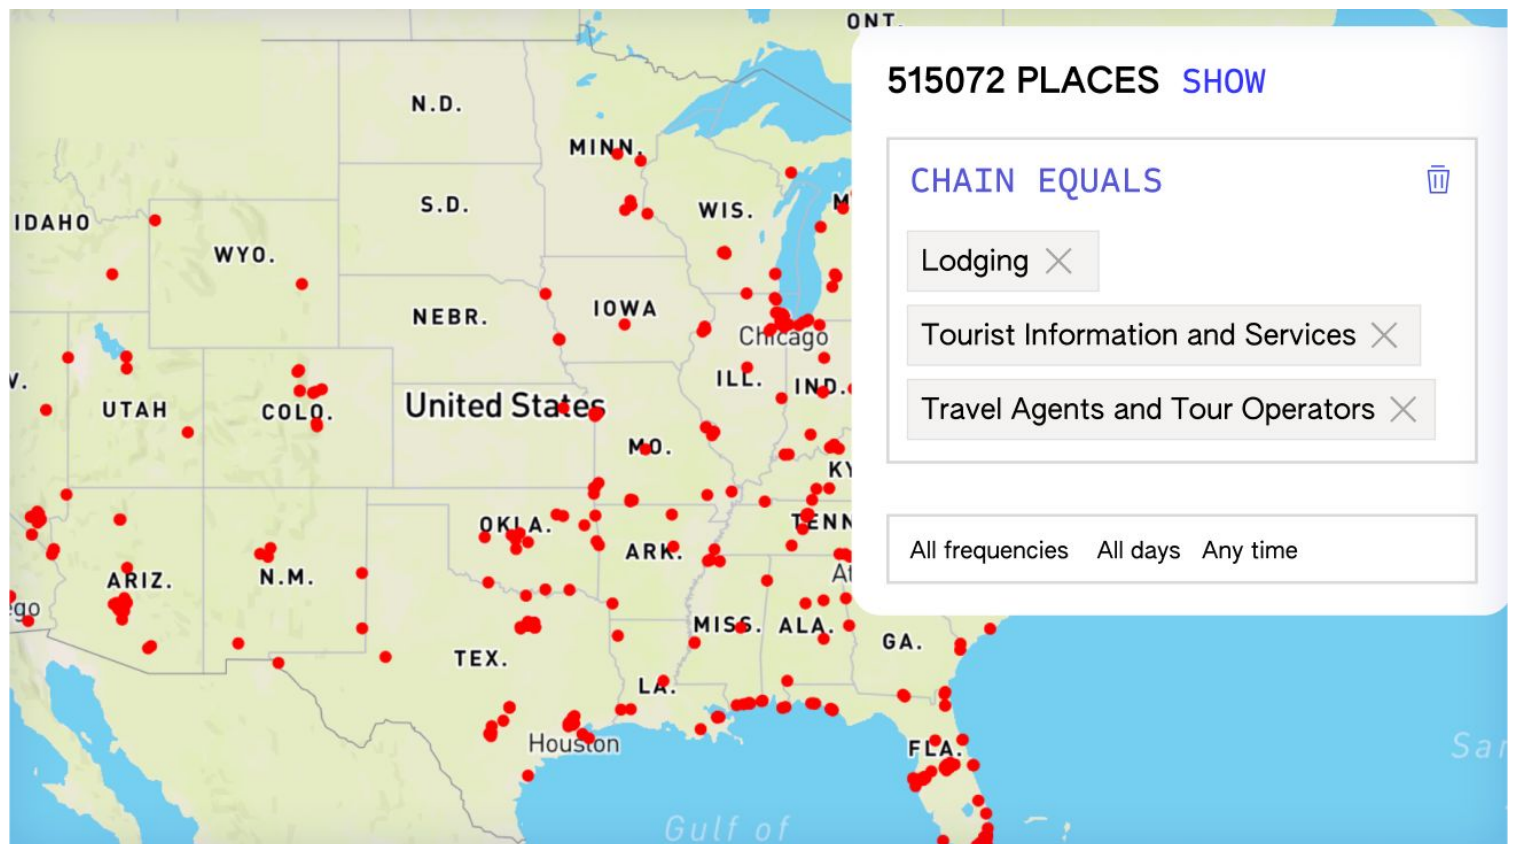 ONT.
N.D.
MINN.
S.D.
WIS.
IDAHO
WYO.
IOWA
NEBR.
Chicago
ILL.
IND.
UTAH
COLO.
United States
MO.
KY
OKLA.
TENN
ARK.
ARIZ.
N.M.
MISS.
ALA.
GA.
TEX.
LA.
Houston
FLA.
Gulf of
515072 PLACES SHOW
CHAIN EQUALS
Lodging
Tourist Information and Services
Travel Agents and Tour Operators
All frequencies All days Any time